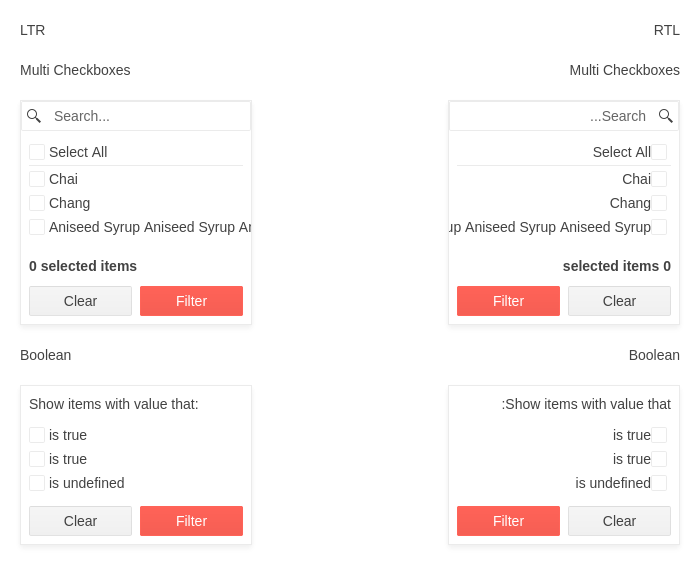 LTR
RTL
Multi Checkboxes
Multi Checkboxes
Search...
...Search
Select All
Select All
Chai
Chai
Chang
Chang
Aniseed Syrup Aniseed Syrup
Aniseed Syrup Aniseed Syrup
0 selected items
selected items 0
Clear Filter
Filter Clear
Boolean
Boolean
Show items with value that:
:Show items with value that
is true
is true
is true
is true
is undefined
is undefined
Clear Filter
Filter Clear